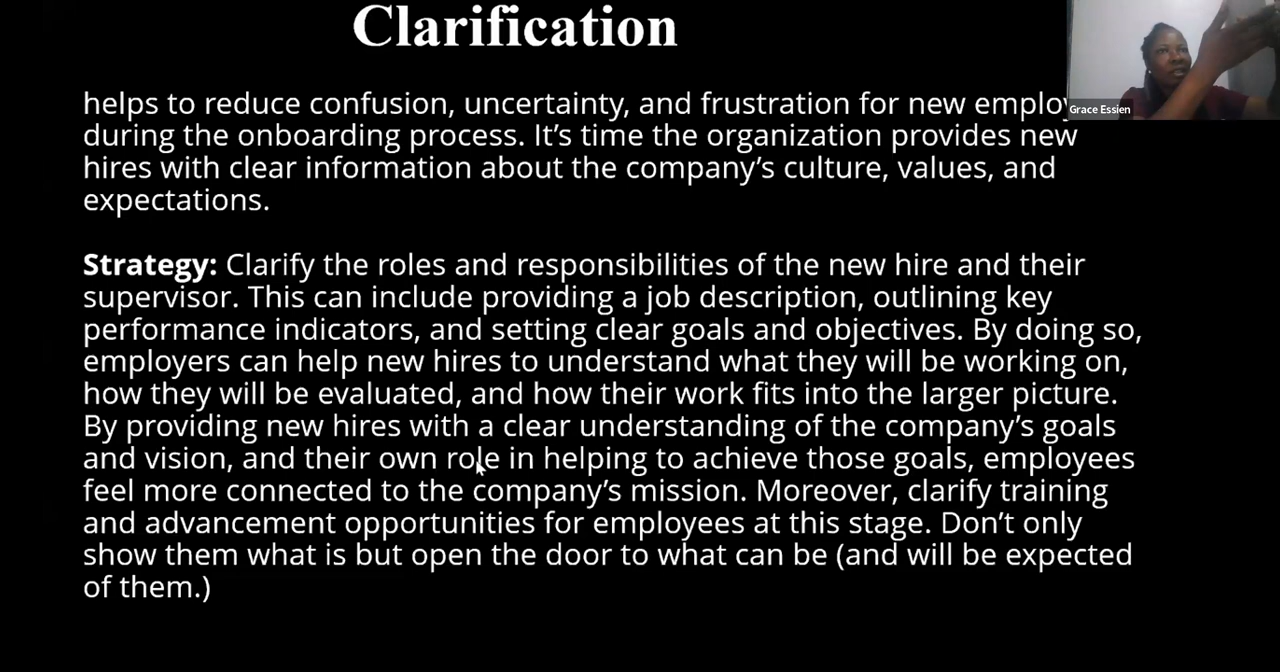 Clarification
helps to reduce confusion, uncertainty, and frustration for new
during the onboarding process. It’s time the organization provides new
hires with clear information about the company’s culture, values, and
expectations.
Strategy: Clarify the roles and responsibilities of the new hire and their
supervisor. This can include providing a job description, outlining key
performance indicators, and setting clear goals and objectives. By doing so,
employers can help new hires to understand what they will be working on,
how they will be evaluated, and how their work fits into the larger picture.
By providing new hires with a clear understanding of the company’s goals
and vision, and their own role in helping to achieve those goals, employees
feel more connected to the company’s mission. Moreover, clarify training
and advancement opportunities for employees at this stage. Don’t only
show them what is but open the door to what can be (and will be expected
of them.)
Grace Essien